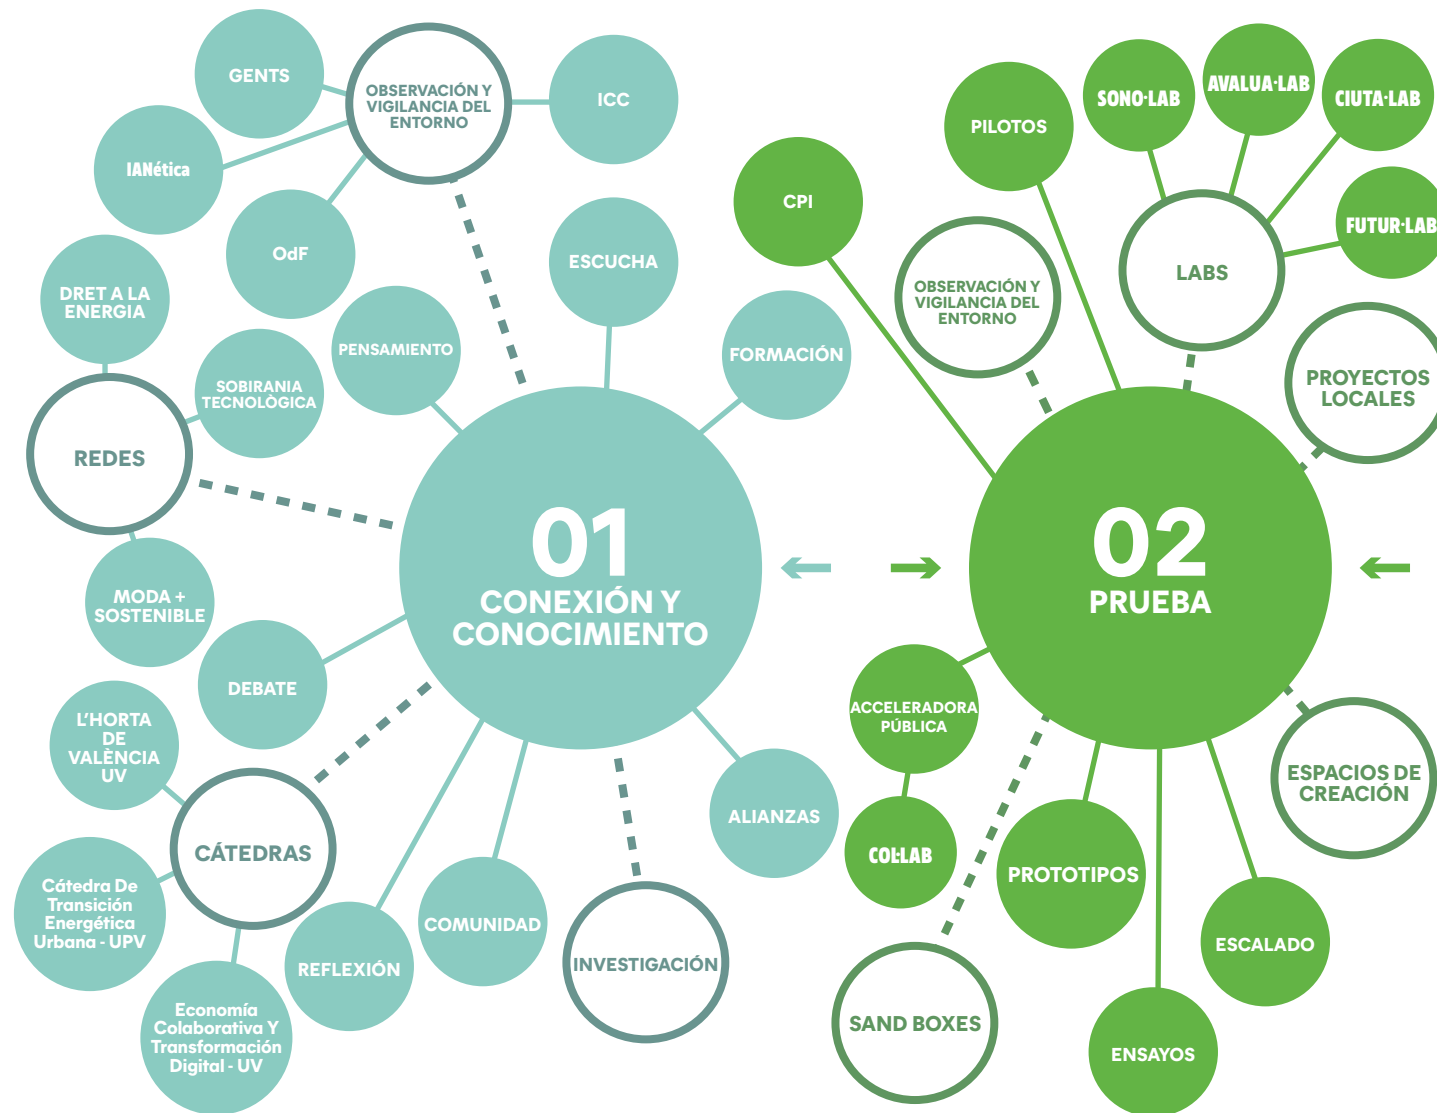 GENTS
OBSERVACIÓN Y
VIGILANCIA DEL
ENTORNO
ICC
IANética
OdF
ESCUCHA
DRET A LA
ENERGIA
PENSAMIENTO
FORMACIÓN
SOBIRANIA
TECNOLÒGICA
REDES
MODA +
SOSTENIBLE
01
CONEXIÓN Y
CONOCIMIENTO
DEBATE
L'HORTA
DE
VALÈNCIA
UV
CÁTEDRAS
ALIANZAS
Cátedra De
Transición
Energética
Urbana - UPV
COMUNIDAD
REFLEXIÓN
INVESTIGACIÓN
Economía
Colaborativa Y
Transformación
Digital - UV
CPI
PILOTOS
SONO·LAB
AVALUA·LAB
CIUTA·LAB
FUTUR·LAB
OBSERVACIÓN Y
VIGILANCIA DEL
ENTORNO
LABS
PROYECTOS
LOCALES
02
PRUEBA
ACCELERADORA
PÚBLICA
COL·LAB
ESPACIOS DE
CREACIÓN
PROTOTIPOS
ESCALADO
SAND BOXES
ENSAYOS